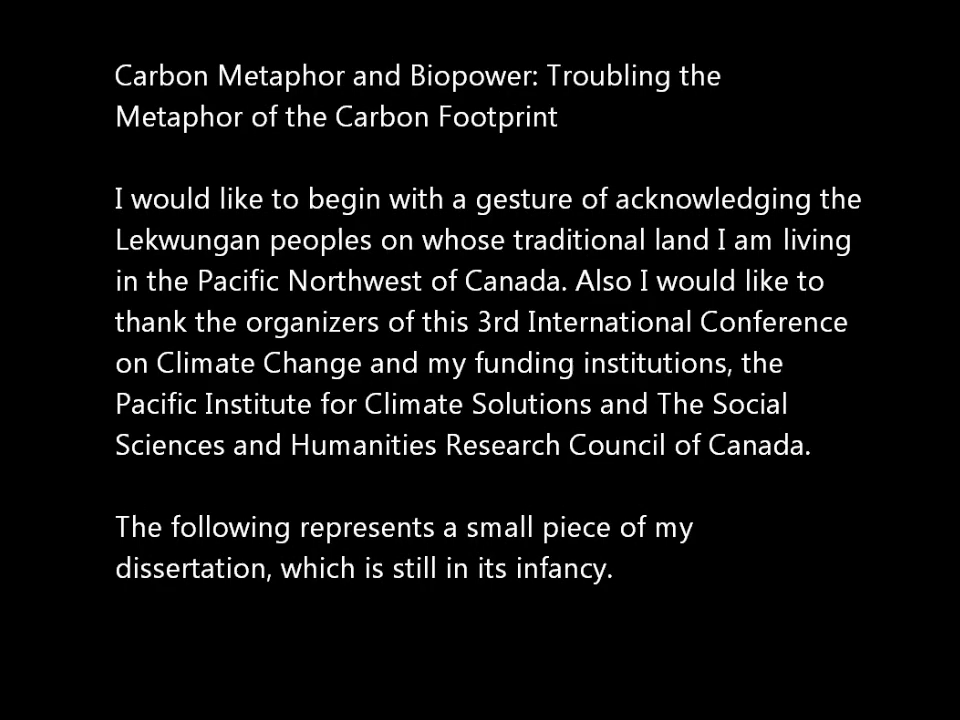 Carbon Metaphor and Biopower: Troubling the
Metaphor of the Carbon Footprint
I would like to begin with a gesture of acknowledging the
Lekwungan peoples on whose traditional land I am living
in the Pacific Northwest of Canada. Also I would like to
thank the organizers of this 3rd International Conference
on Climate Change and my funding institutions, the
Pacific Institute for Climate Solutions and The Social
Sciences and Humanities Research Council of Canada.
The following represents a small piece of my
dissertation, which is still in its infancy.